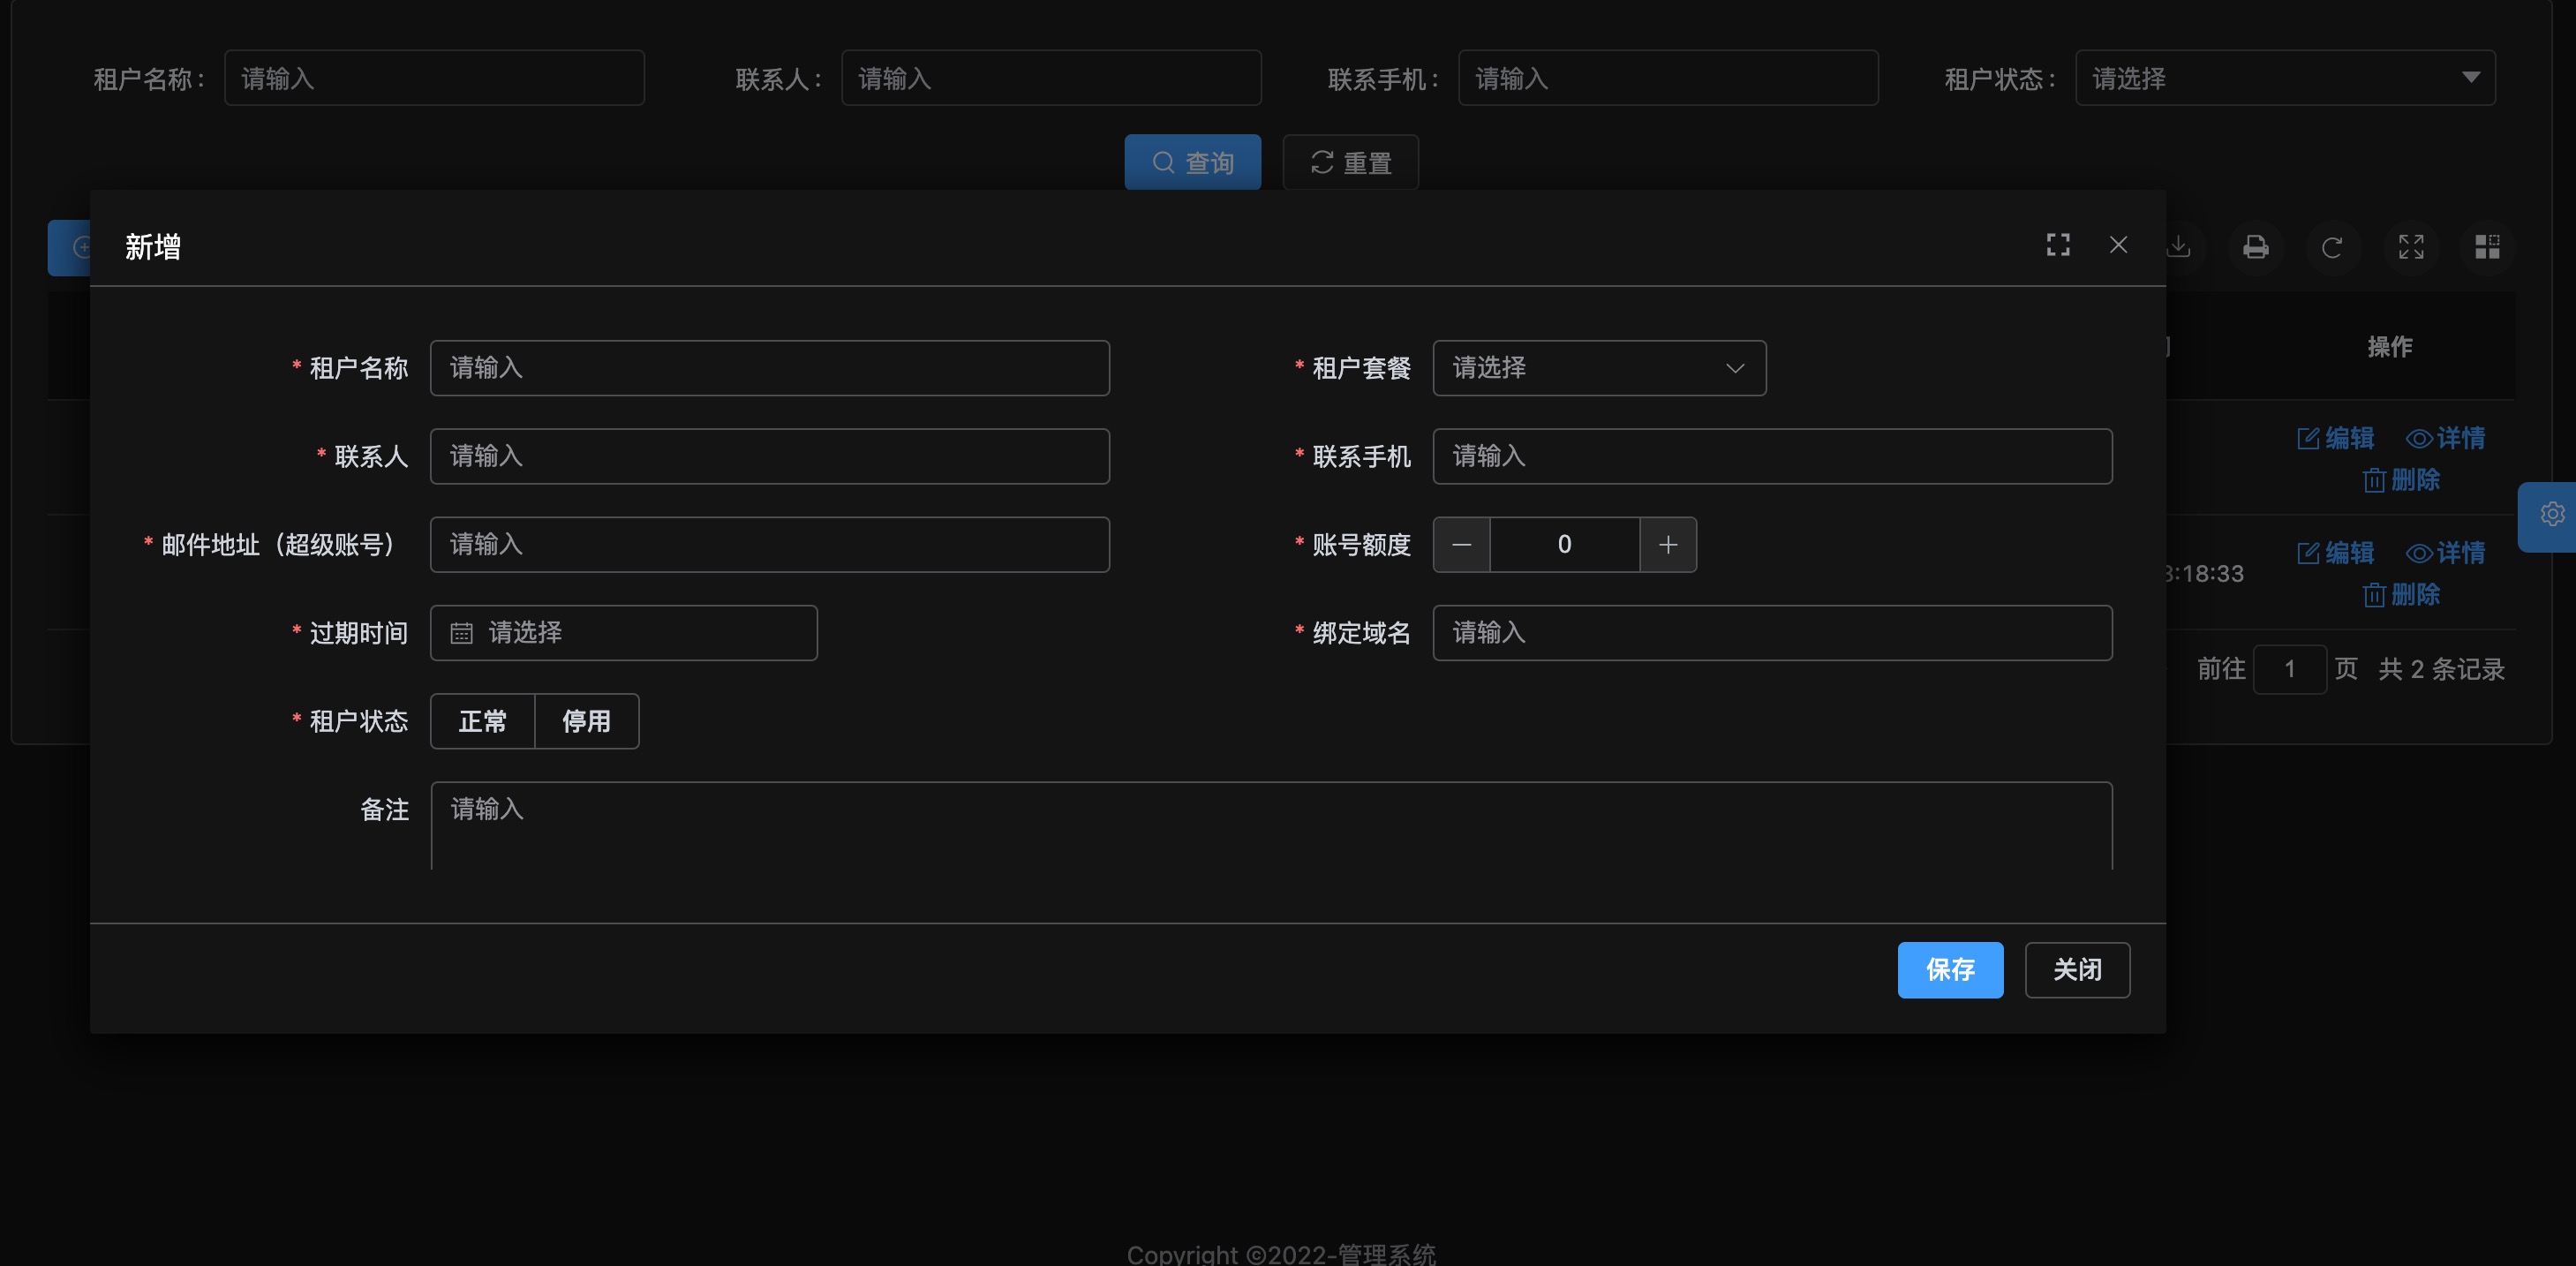 租户名称： 请输入 联系人： 请输入 联系手机： 请输入 租户状态： 请选择
查询 重置
新增
操作
* 租户名称 请输入 * 租户套餐 请选择
* 联系人 请输入 * 联系手机 请输入
编辑 详情
删除
* 邮件地址（超级账号） 请输入 * 账号额度 0
编辑 详情
:18:33
删除
* 过期时间 请选择 * 绑定域名 请输入
前往 1 页 共 2 条记录
* 租户状态 正常 停用
备注 请输入
保存 关闭
Copyright ©2022-管理系统